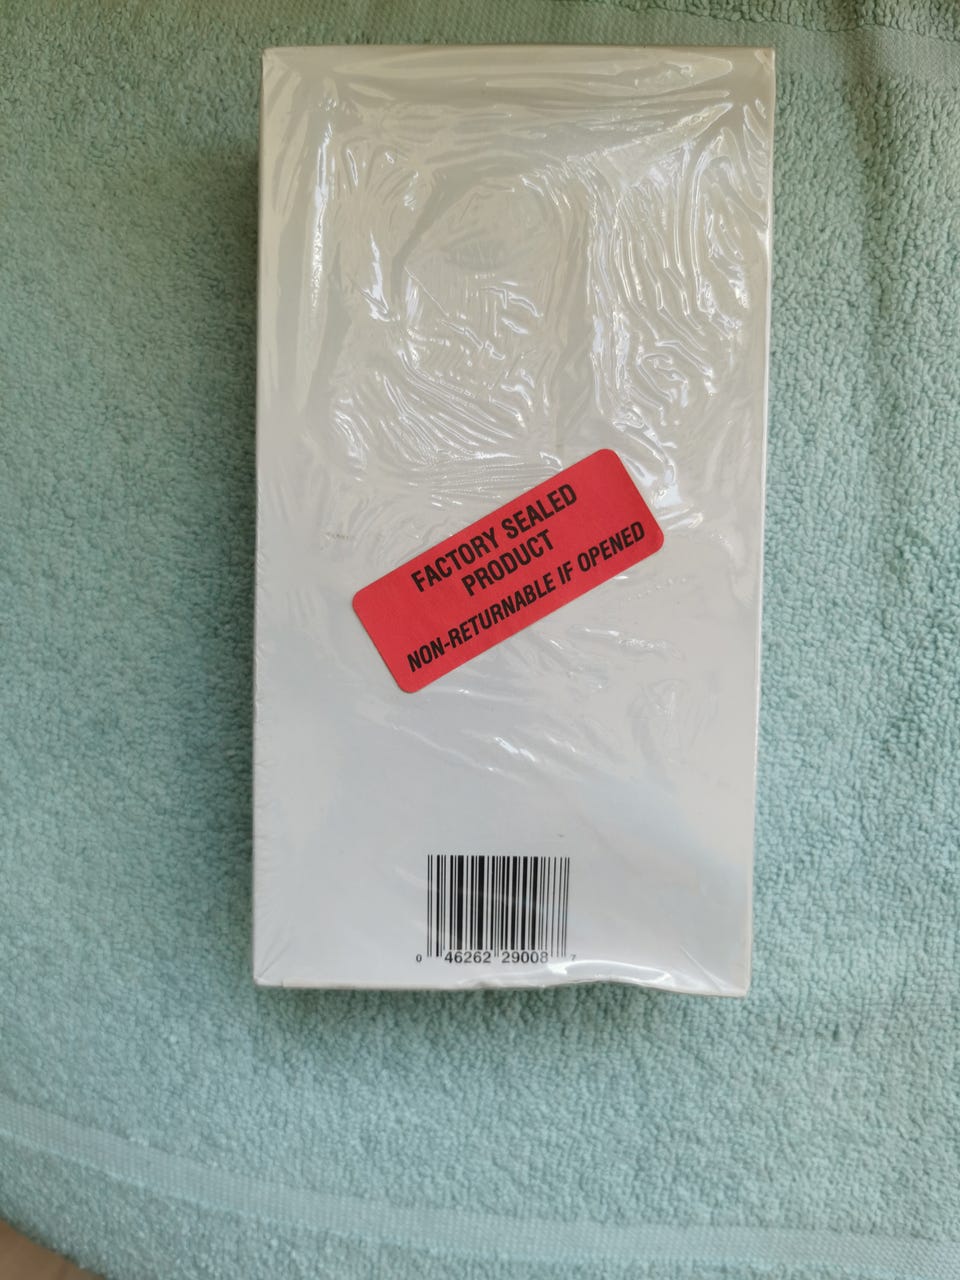 FACTORY SEALED
PRODUCT
NON-RETURNABLE IF OPENED
0 46262 29008 7